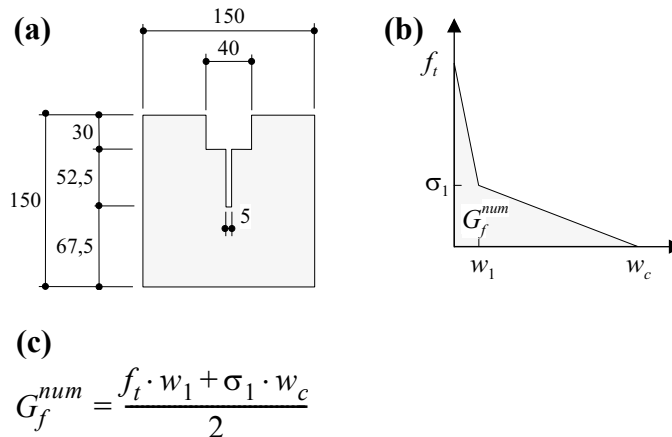 (a)
150
40
30
52,5
150
67,5
5
(b)
f_t
σ_1
G_f^{num}
w_1
w_c
(c)
G_f^{num} = \frac{f_t · w_1 + σ_1 · w_c}{2}